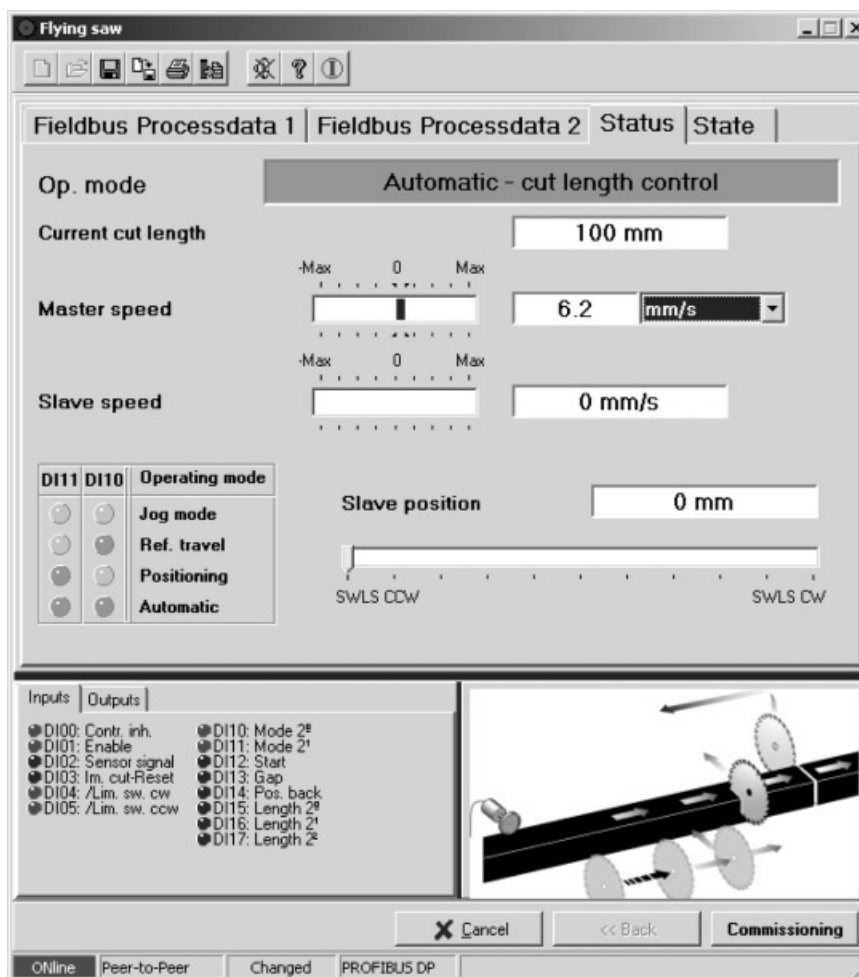 Flying saw
Fieldbus Processdata 1 Fieldbus Processdata 2 Status State
Op. mode Automatic - cut length control
Current cut length 100 mm
-Max 0 Max
Master speed 6.2 mm/s
-Max 0 Max
Slave speed 0 mm/s
DI11 DI10 Operating mode
Jog mode
Ref. travel
Positioning
Automatic
Slave position 0 mm
SWLS CCW SWLS CW
Inputs Outputs
DI00: Contr. inh.
DI01: Enable
DI02: Sensor signal
DI03: Im. cut-Reset
DI04: /Lim. sw. cw
DI05: /Lim. sw. ccw
DI10: Mode 2⁰
DI11: Mode 2¹
DI12: Start
DI13: Gap
DI14: Pos. back
DI15: Length 2⁰
DI16: Length 2¹
DI17: Length 2²
Cancel << Back Commissioning
ONline Peer-to-Peer Changed PROFIBUS DP